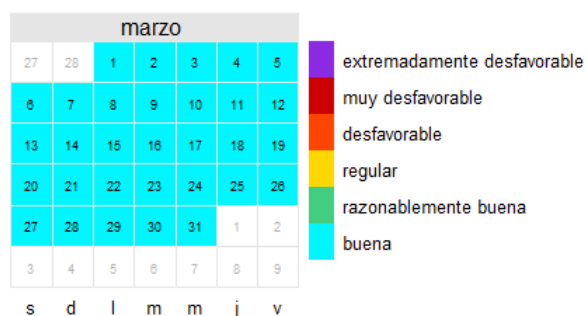 marzo
27 28 1 2 3 4 5
6 7 8 9 10 11 12
13 14 15 16 17 18 19
20 21 22 23 24 25 26
27 28 29 30 31 1 2
3 4 5 6 7 8 9
s d l m m j v
extremadamente desfavorable
muy desfavorable
desfavorable
regular
razonablemente buena
buena